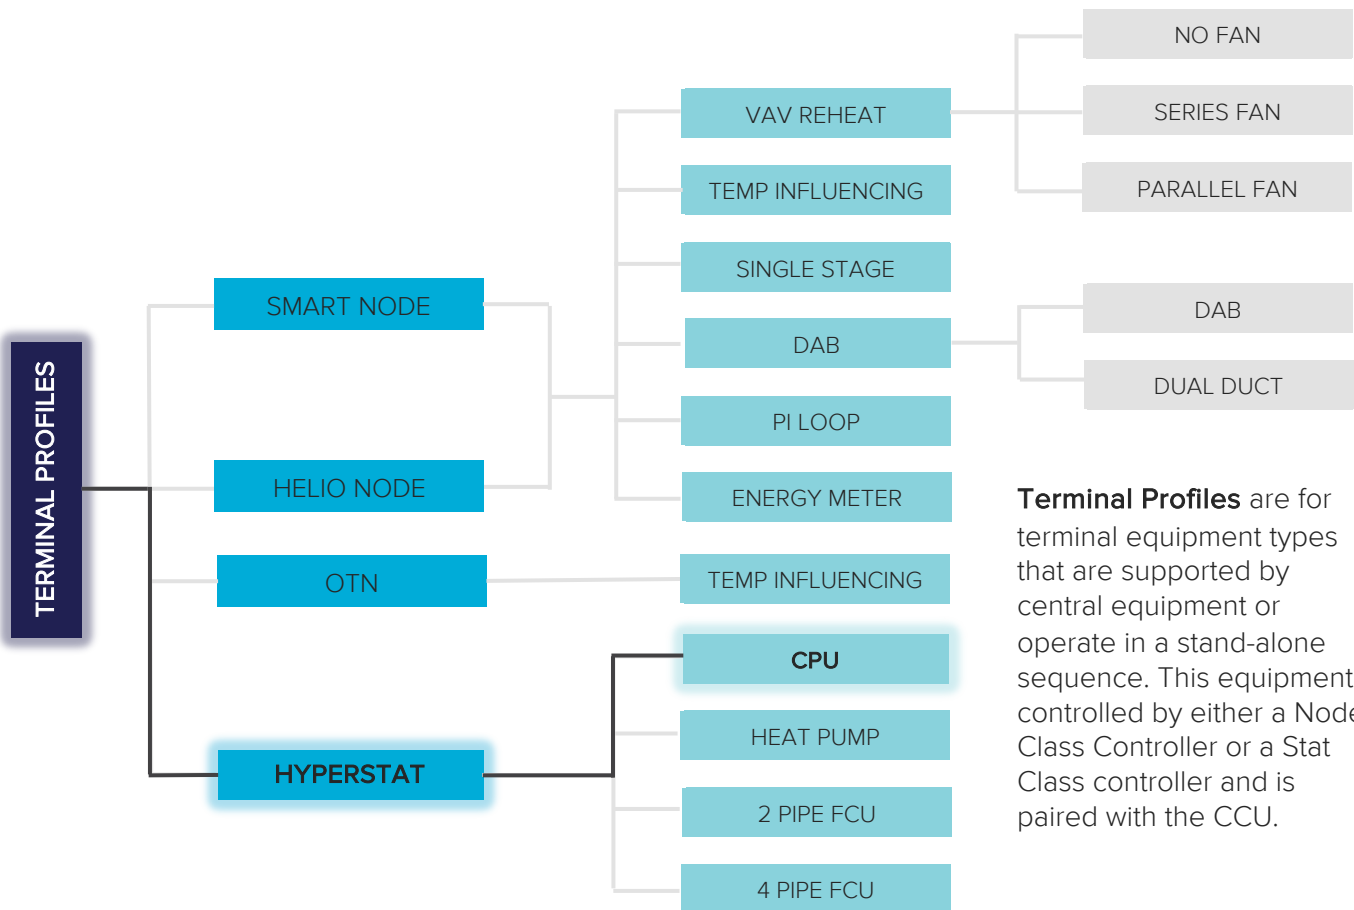 NO FAN
VAV REHEAT
SERIES FAN
TEMP INFLUENCING
PARALLEL FAN
SINGLE STAGE
SMART NODE
DAB
DAB
DUAL DUCT
TERMINAL PROFILES
PI LOOP
HELIO NODE
ENERGY METER
OTN
TEMP INFLUENCING
CPU
HEAT PUMP
HYPERSTAT
2 PIPE FCU
4 PIPE FCU
Terminal Profiles are for
terminal equipment types
that are supported by
central equipment or
operate in a stand-alone
sequence. This equipment
controlled by either a Node
Class Controller or a Stat
Class controller and is
paired with the CCU.